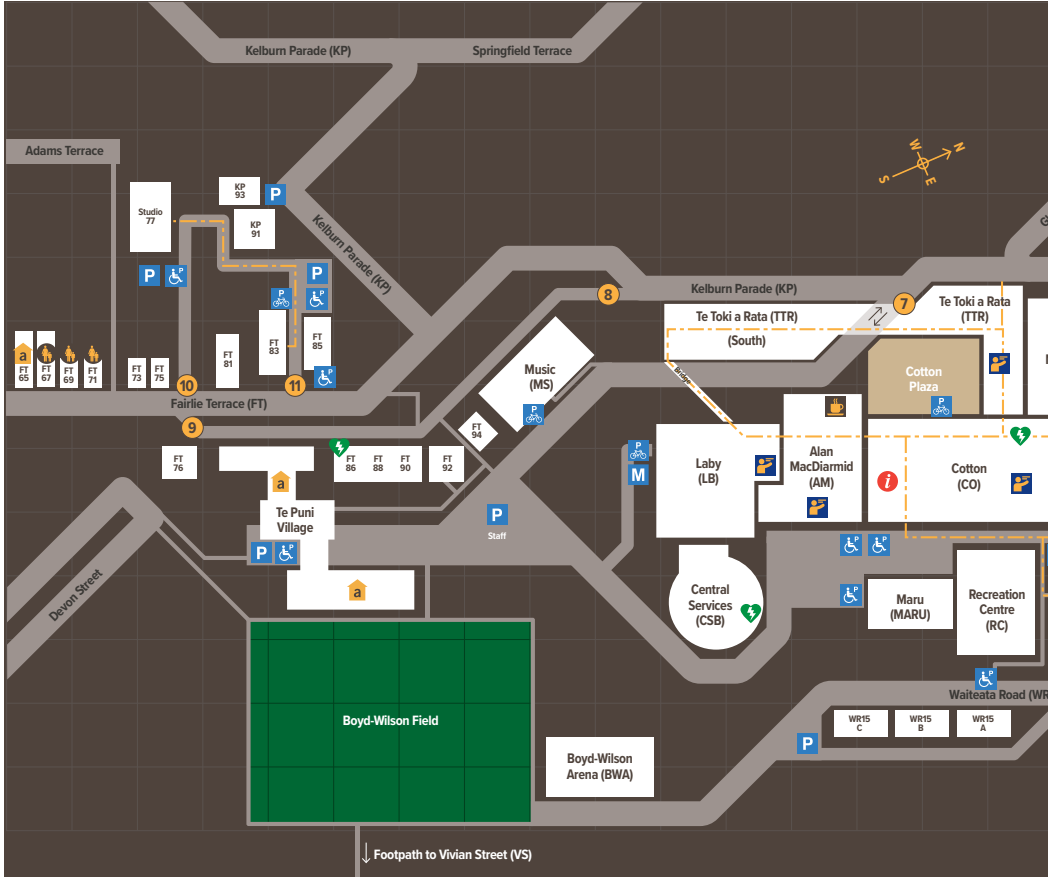 Kelburn Parade (KP)
Springfield Terrace
Adams Terrace
W
N
S
E
KP
93
P
Studio
77
KP
91
Kelburn Parade (KP)
P
P
P
P
P
8
Kelburn Parade (KP)
7
Te Toki a Rata (TTR)
(South)
Te Toki a Rata
(TTR)
a
FT
65
FT
67
FT
69
FT
71
FT
73
FT
75
FT
81
FT
83
FT
85
P
10
11
Music
(MS)
P
Bridge
Cotton
Plaza
P
Fairlie Terrace (FT)
9
FT
94
FT
76
FT
86
FT
88
FT
90
FT
92
a
P
M
Laby
(LB)
Alan
MacDiarmid
(AM)
i
Cotton
(CO)
Te Puni
Village
P
Staff
P
P
P
P
Devon Street
a
Central
Services
(CSB)
P
Maru
(MARU)
Recreation
Centre
(RC)
P
Waiteata Road (WR
Boyd-Wilson Field
WR15
C
WR15
B
WR15
A
P
Boyd-Wilson
Arena (BWA)
Footpath to Vivian Street (VS)